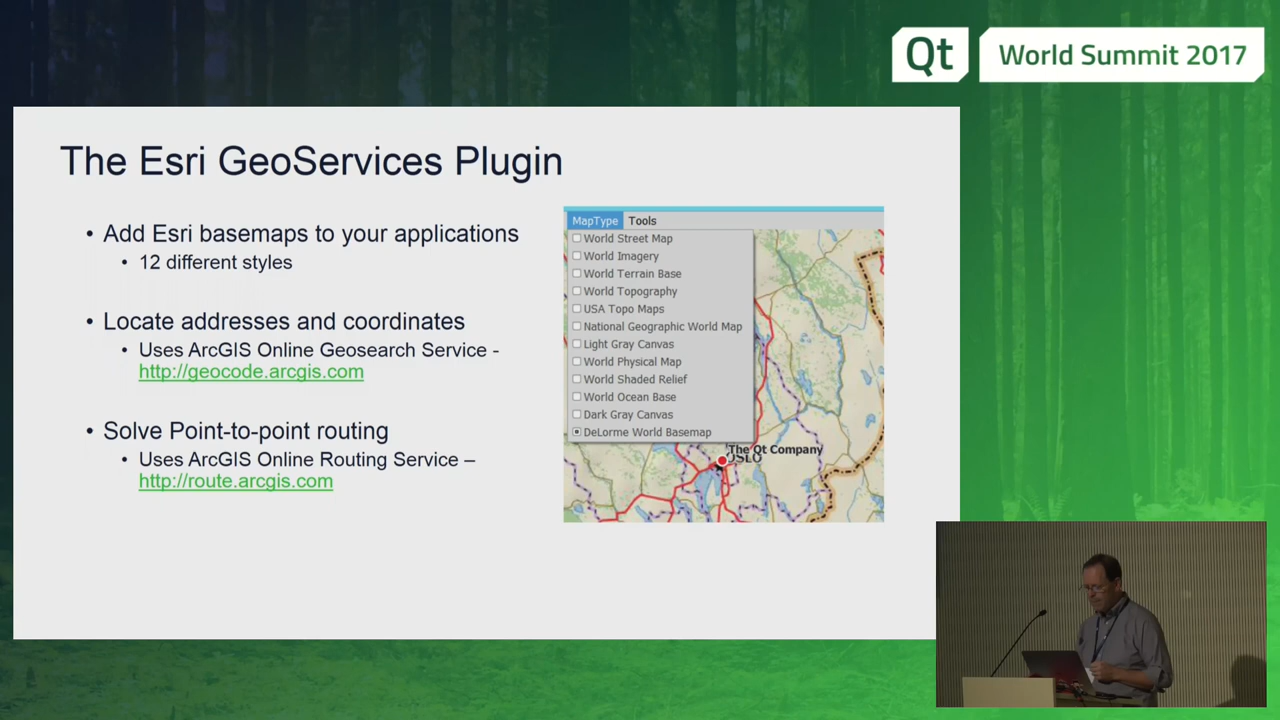 Qt World Summit 2017
The Esri GeoServices Plugin
• Add Esri basemaps to your applications
• 12 different styles
• Locate addresses and coordinates
• Uses ArcGIS Online Geosearch Service -
http://geocode.arcgis.com
• Solve Point-to-point routing
• Uses ArcGIS Online Routing Service –
http://route.arcgis.com
MapType Tools
World Street Map
World Imagery
World Terrain Base
World Topography
USA Topo Maps
National Geographic World Map
Light Gray Canvas
World Physical Map
World Shaded Relief
World Ocean Base
Dark Gray Canvas
DeLorme World Basemap
The Qt Company
OSLO